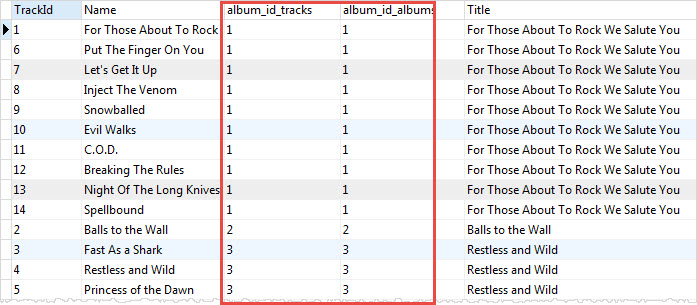 TrackId Name album_id_tracks album_id_albums Title
1 For Those About To Rock 1 1 For Those About To Rock We Salute You
6 Put The Finger On You 1 1 For Those About To Rock We Salute You
7 Let's Get It Up 1 1 For Those About To Rock We Salute You
8 Inject The Venom 1 1 For Those About To Rock We Salute You
9 Snowballed 1 1 For Those About To Rock We Salute You
10 Evil Walks 1 1 For Those About To Rock We Salute You
11 C.O.D. 1 1 For Those About To Rock We Salute You
12 Breaking The Rules 1 1 For Those About To Rock We Salute You
13 Night Of The Long Knives 1 1 For Those About To Rock We Salute You
14 Spellbound 1 1 For Those About To Rock We Salute You
2 Balls to the Wall 2 2 Balls to the Wall
3 Fast As a Shark 3 3 Restless and Wild
4 Restless and Wild 3 3 Restless and Wild
5 Princess of the Dawn 3 3 Restless and Wild